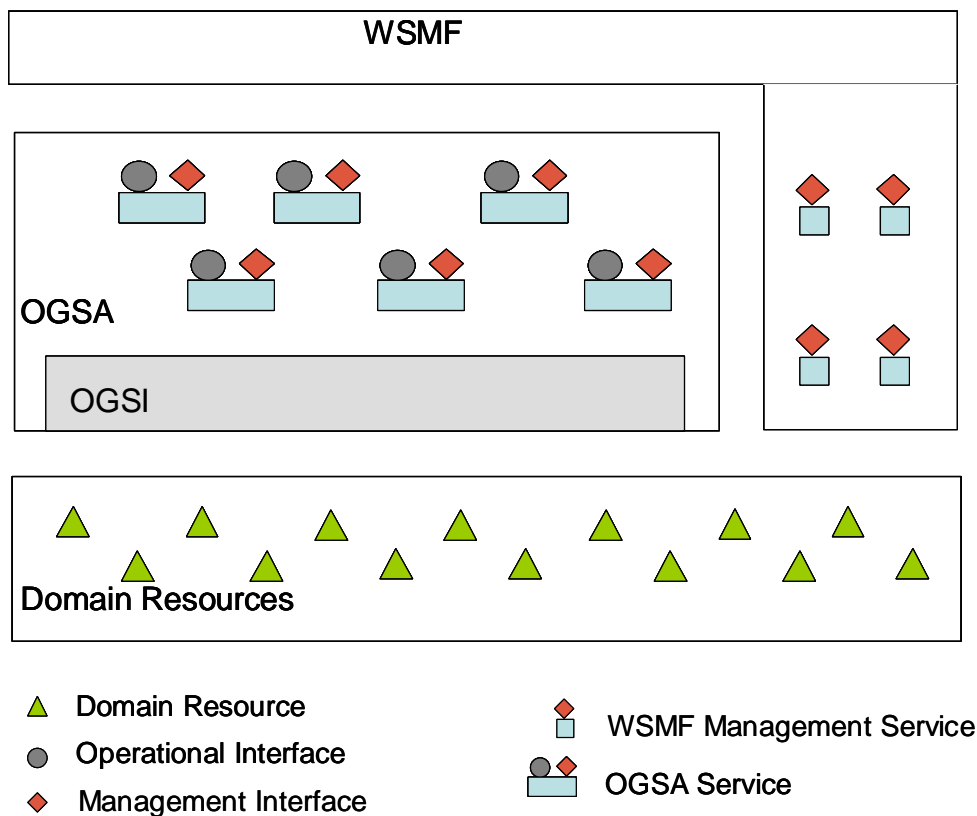 WSMF
OGSA
OGSI
Domain Resources
Domain Resource
Operational Interface
Management Interface
WSMF Management Service
OGSA Service